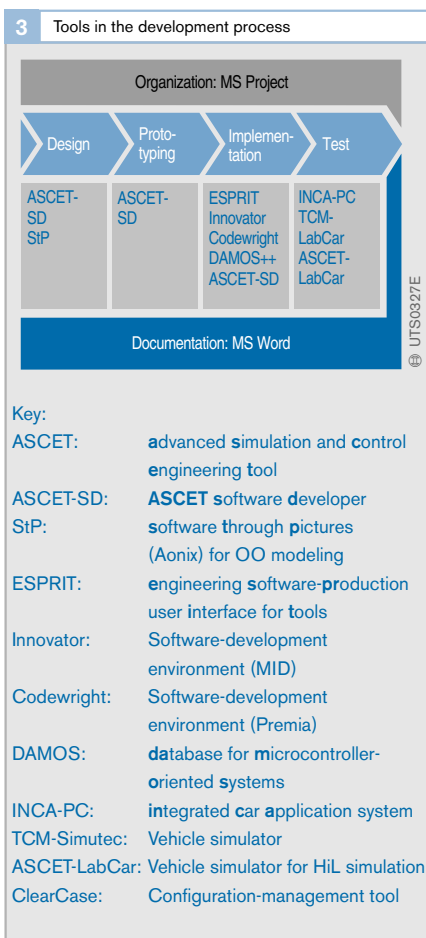 3 Tools in the development process
Organization: MS Project
Design
Proto-
typing
Implemen-
tation
Test
ASCET-
SD
StP
ASCET-
SD
ESPRIT
Innovator
Codewright
DAMOS++
ASCET-SD
INCA-PC
TCM-
LabCar
ASCET-
LabCar
Documentation: MS Word
© UTS0327E
Key:
ASCET: advanced simulation and control
engineering tool
ASCET-SD: ASCET software developer
StP: software through pictures
(Aonix) for OO modeling
ESPRIT: engineering software-production
user interface for tools
Innovator: Software-development
environment (MID)
Codewright: Software-development
environment (Premia)
DAMOS: database for microcontroller-
oriented systems
INCA-PC: integrated car application system
TCM-Simutec: Vehicle simulator
ASCET-LabCar: Vehicle simulator for HiL simulation
ClearCase: Configuration-management tool